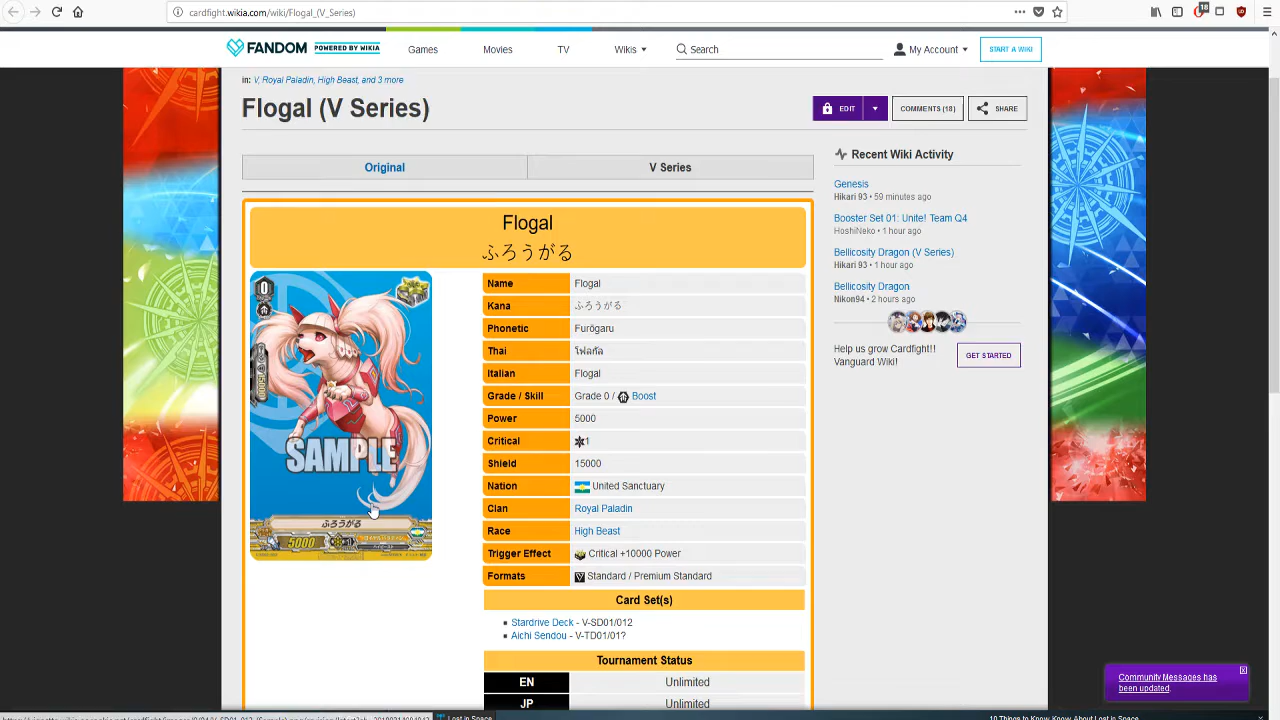 cardfight.wikia.com/wiki/Flogal_(V_Series)
18
FANDOM POWERED BY WIKIA
Games
Movies
TV
Wikis
Search
My Account
START A WIKI
in: V, Royal Paladin, High Beast, and 3 more
Flogal (V Series)
EDIT
COMMENTS (18)
SHARE
Original
V Series
Flogal
ふろうがる
0
15000
SAMPLE
ふろうがる
5000
Name Flogal
Kana ふろうがる
Phonetic Furōgaru
Thai โฟลกัล
Italian Flogal
Grade / Skill Grade 0 / Boost
Power 5000
Critical 1
Shield 15000
Nation United Sanctuary
Clan Royal Paladin
Race High Beast
Trigger Effect Critical +10000 Power
Formats Standard / Premium Standard
Card Set(s)
Stardrive Deck - V-SD01/012
Aichi Sendou - V-TD01/01?
Tournament Status
EN Unlimited
JP Unlimited
Recent Wiki Activity
Genesis
Hikari 93 • 59 minutes ago
Booster Set 01: Unite! Team Q4
HoshiNeko • 1 hour ago
Bellicosity Dragon (V Series)
Hikari 93 • 1 hour ago
Bellicosity Dragon
Nikon94 • 2 hours ago
Help us grow Cardfight!!
Vanguard Wiki!
GET STARTED
Community Messages has
been updated.
Lost in Space
10 Things to Know Know About Lost in Space